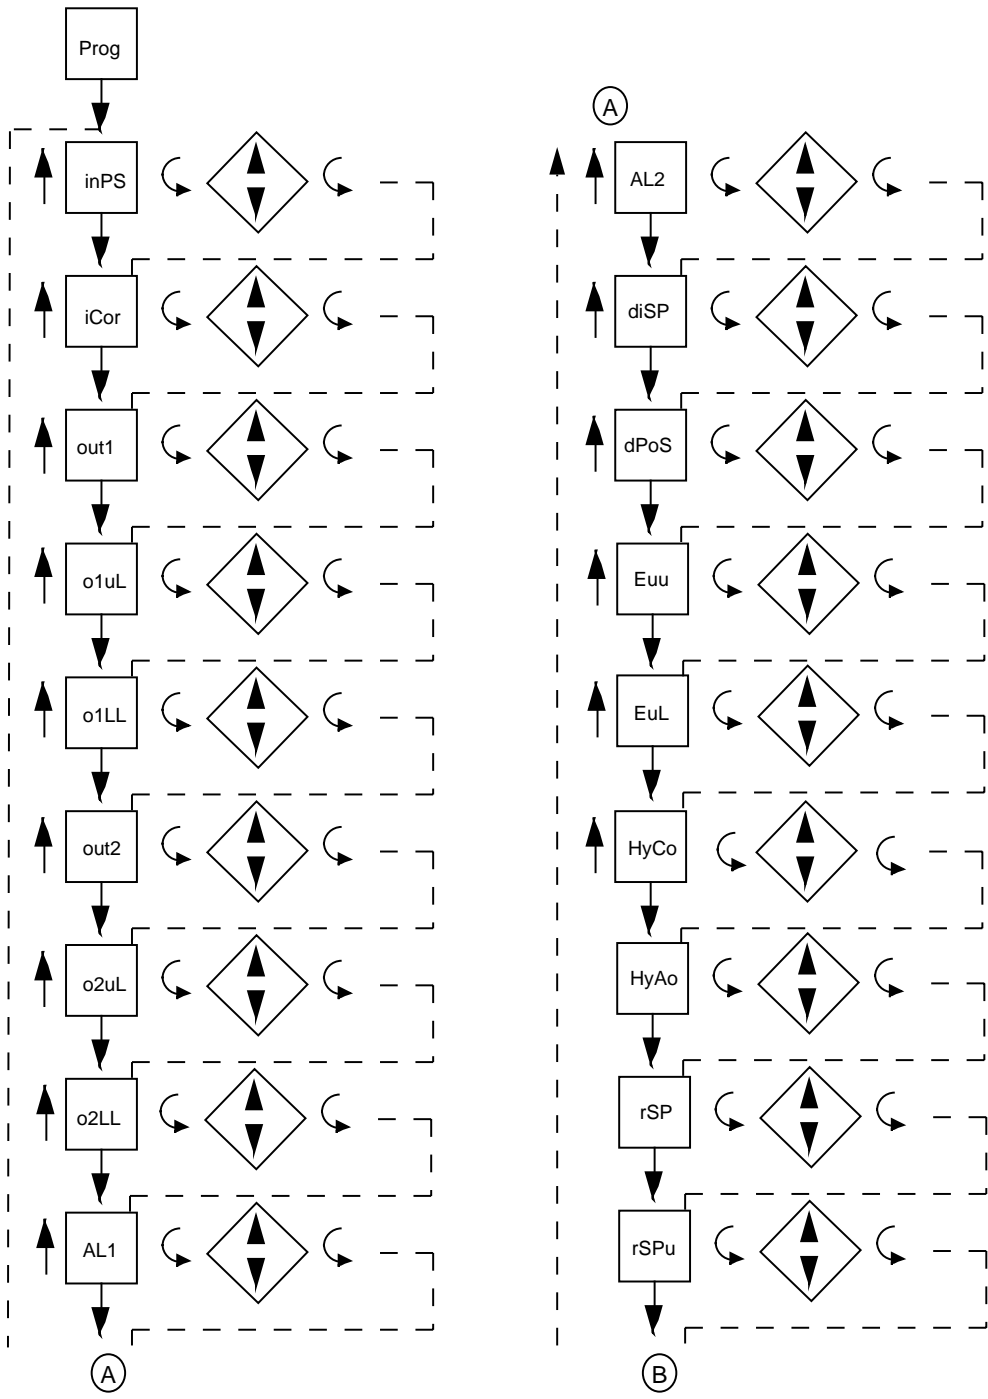 Prog
inPS
iCor
out1
o1uL
o1LL
out2
o2uL
o2LL
AL1
A
A
AL2
diSP
dPoS
Euu
EuL
HyCo
HyAo
rSP
rSPu
B